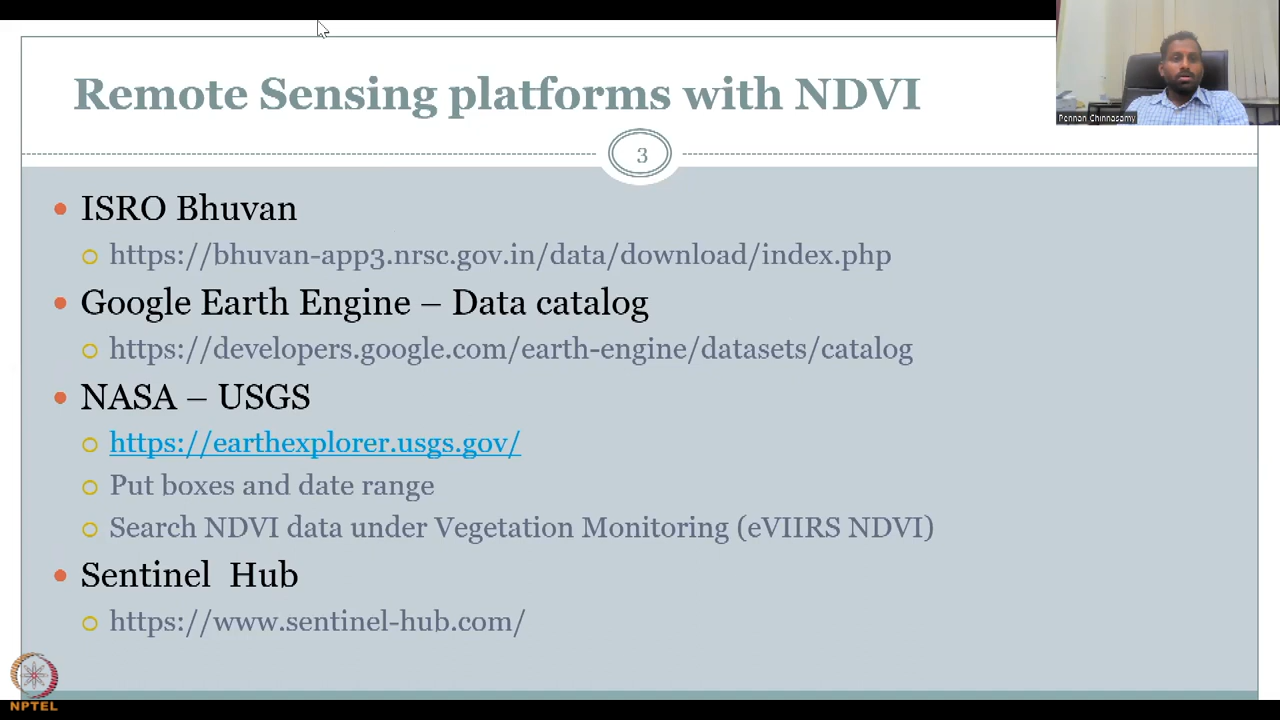 Remote Sensing platforms with NDVI
Pennan Chinnasamy
3
ISRO Bhuvan
https://bhuvan-app3.nrsc.gov.in/data/download/index.php
Google Earth Engine – Data catalog
https://developers.google.com/earth-engine/datasets/catalog
NASA – USGS
https://earthexplorer.usgs.gov/
Put boxes and date range
Search NDVI data under Vegetation Monitoring (eVIIRS NDVI)
Sentinel Hub
https://www.sentinel-hub.com/
NPTEL